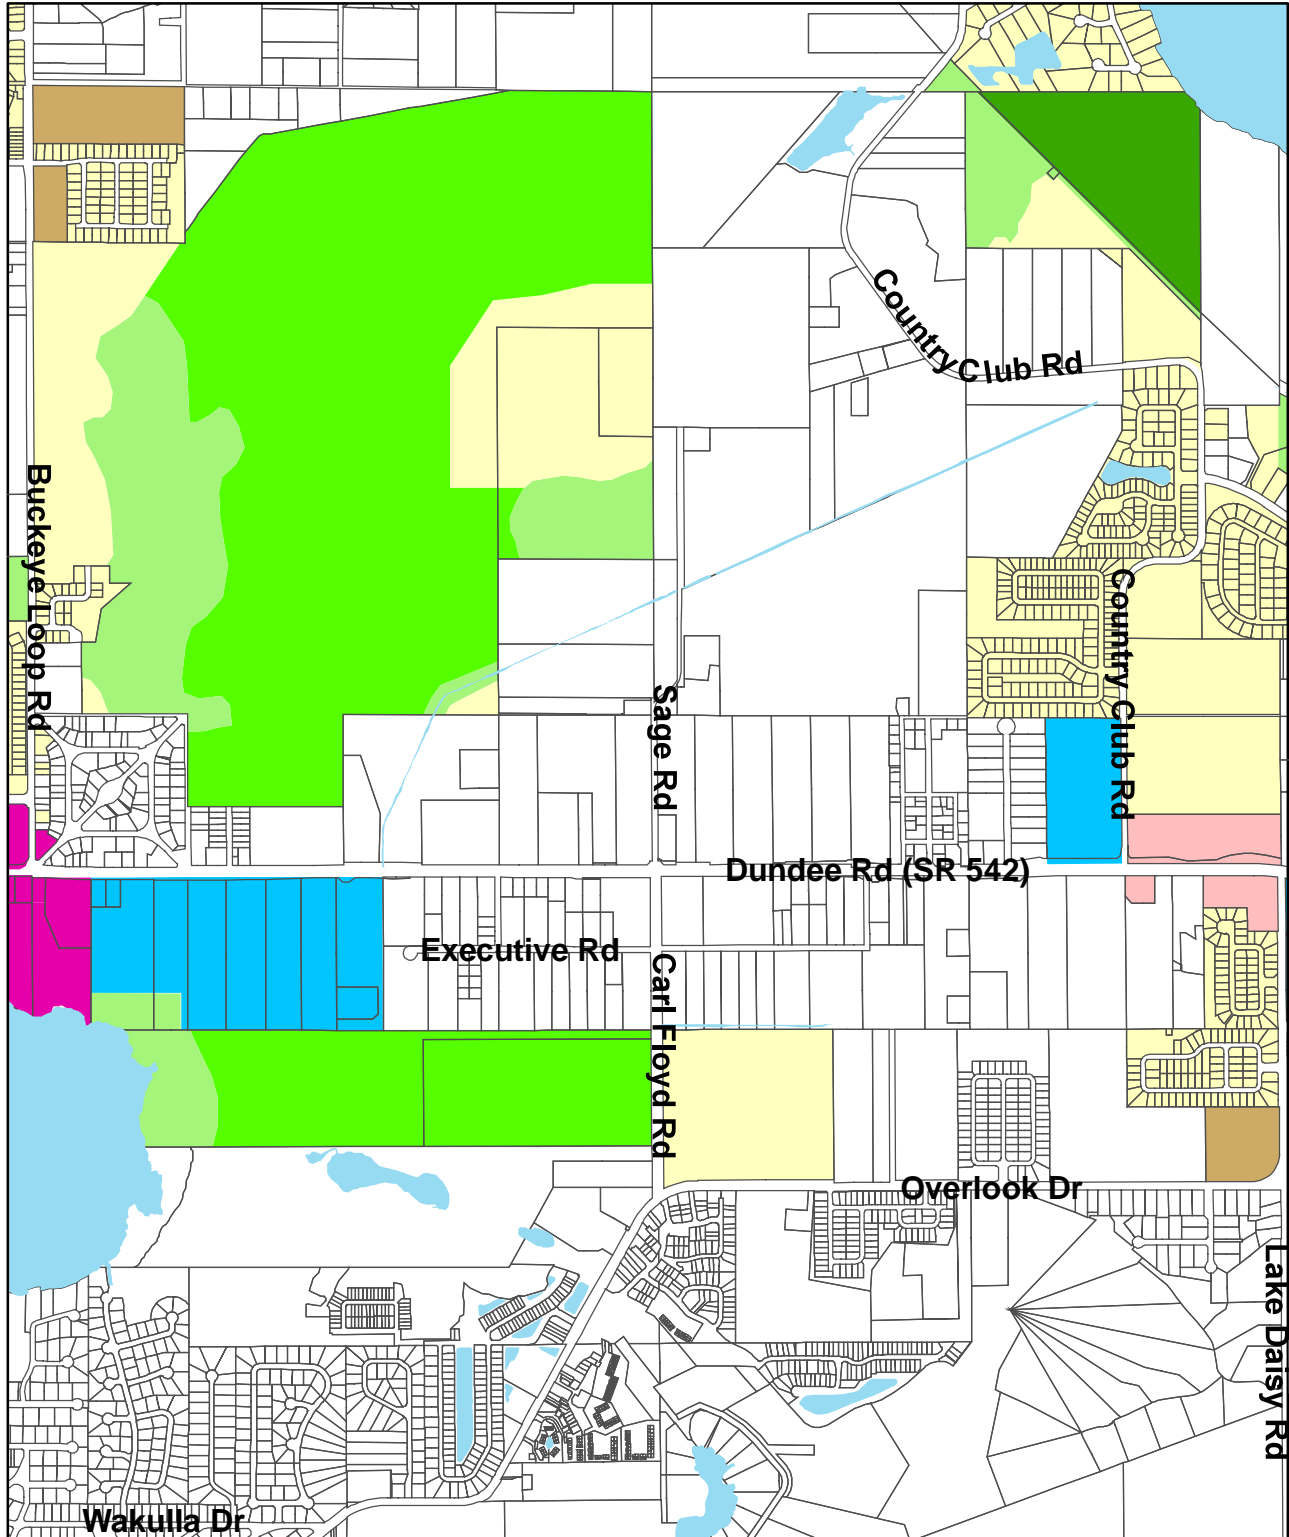 Country Club Rd
Buckeye Loop Rd
Country Club Rd
Sage Rd
Dundee Rd (SR 542)
Executive Rd
Carl Floyd Rd
Overlook Dr
Lake Daisy Rd
Wakulla Dr